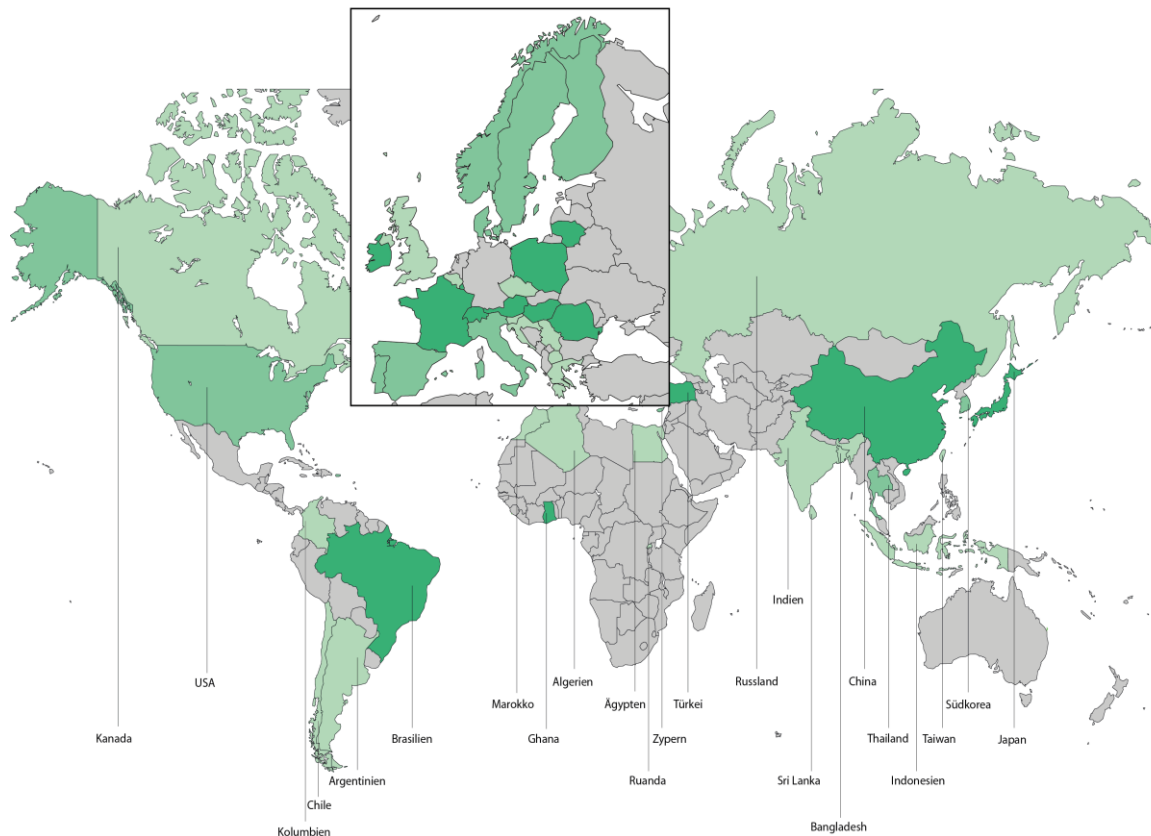 Indien
USA
Marokko
Algerien
Ägypten
Türkei
Russland
China
Südkorea
Kanada
Brasilien
Ghana
Zypern
Thailand
Taiwan
Japan
Argentinien
Ruanda
Sri Lanka
Indonesien
Chile
Kolumbien
Bangladesh